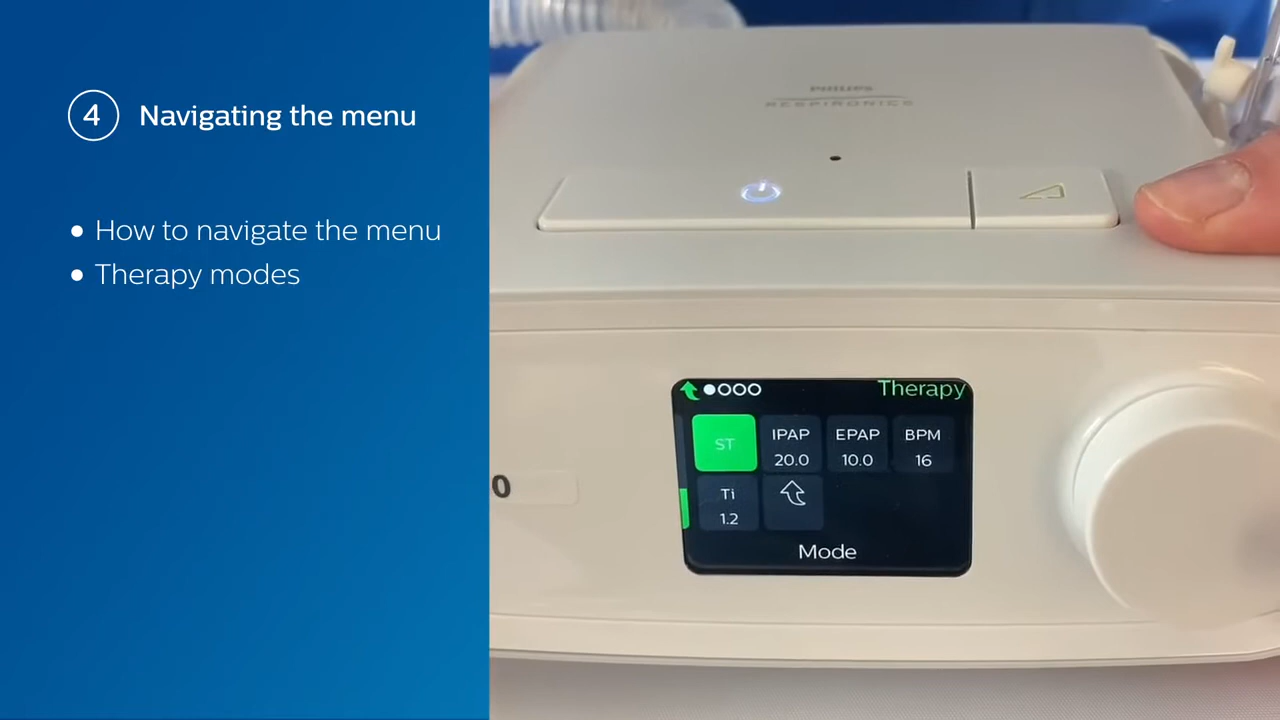 4 Navigating the menu
• How to navigate the menu
• Therapy modes
PHILIPS
RESPIRONICS
Therapy
ST IPAP EPAP BPM
20.0 10.0 16
Ti
1.2
Mode
0